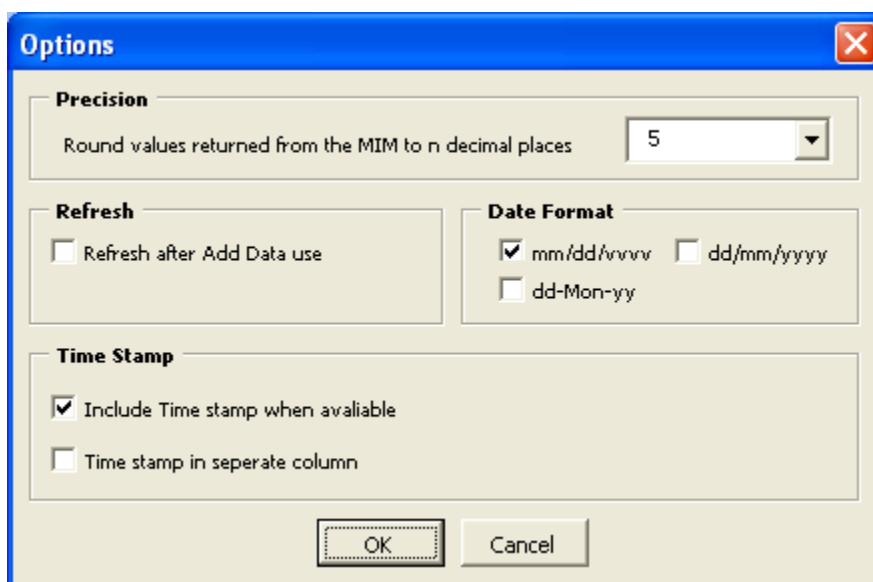 Options
Precision
Round values returned from the MIM to n decimal places 5
Refresh
Refresh after Add Data use
Date Format
mm/dd/yyyy dd/mm/yyyy
dd-Mon-yy
Time Stamp
Include Time stamp when avaliable
Time stamp in seperate column
OK Cancel